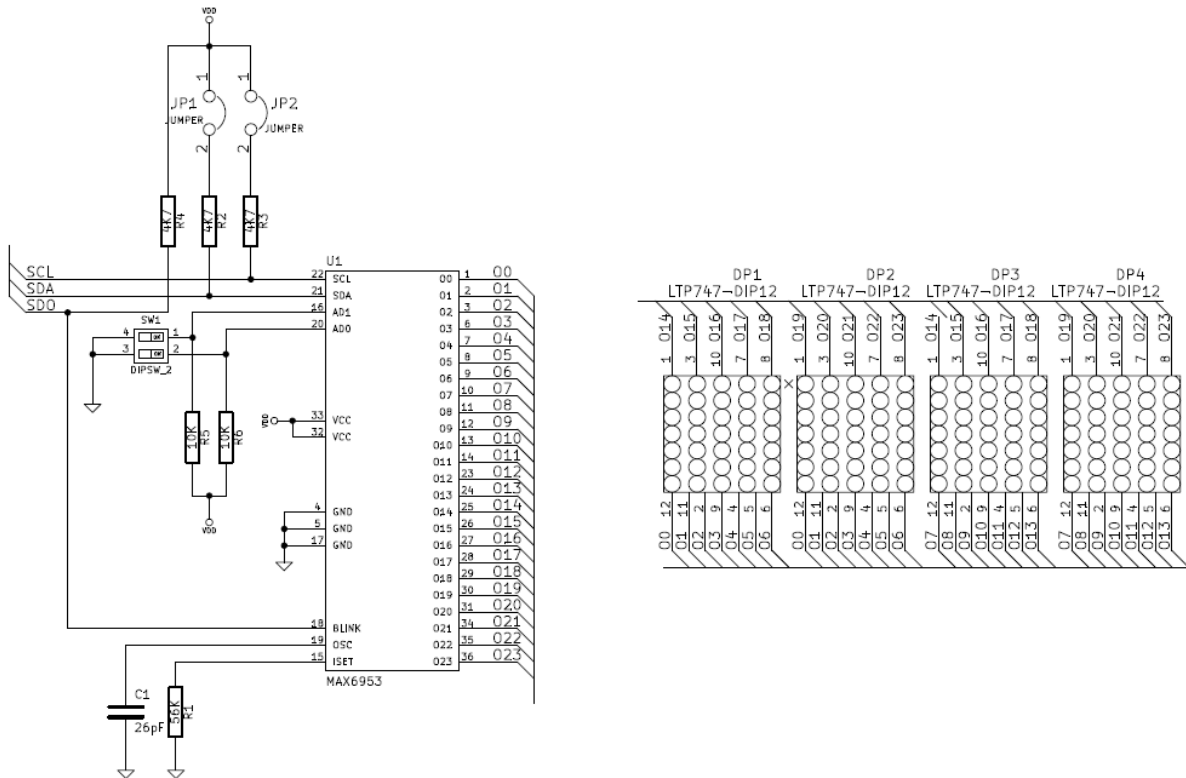 VDD
1
1
JP1
JP2
JUMPER
JUMPER
2
2
4K7
R4
4K7
R2
4K7
R3
SCL
SDA
SDO
SW1
4
1
3
2
DIPSW_2
10K
R5
10K
R6
VDD
VDD
U1
22 SCL
21 SDA
16 AD1
20 AD0
33 VCC
32 VCC
4 GND
5 GND
17 GND
18 BLINK
19 OSC
15 ISET
O0 1 O0
O1 2 O1
O2 3 O2
O3 6 O3
O4 7 O4
O5 8 O5
O6 9 O6
O7 10 O7
O8 11 O8
O9 12 O9
O10 13 O10
O11 14 O11
O12 23 O12
O13 24 O13
O14 25 O14
O15 26 O15
O16 27 O16
O17 28 O17
O18 29 O18
O19 30 O19
O20 31 O20
O21 34 O21
O22 35 O22
O23 36 O23
MAX6953
C1
26pF
56K
R1
DP1
LTP747-DIP12
DP2
LTP747-DIP12
DP3
LTP747-DIP12
DP4
LTP747-DIP12
1 O14
3 O15
10 O16
7 O17
8 O18
1 O19
3 O20
10 O21
7 O22
8 O23
1 O14
3 O15
10 O16
7 O17
8 O18
1 O19
3 O20
10 O21
7 O22
8 O23
O0 12
O1 11
O2 2
O3 9
O4 4
O5 5
O6 6
O0 12
O1 11
O2 2
O3 9
O4 4
O5 5
O6 6
O7 12
O8 11
O9 2
O10 9
O11 4
O12 5
O13 6
O7 12
O8 11
O9 2
O10 9
O11 4
O12 5
O13 6